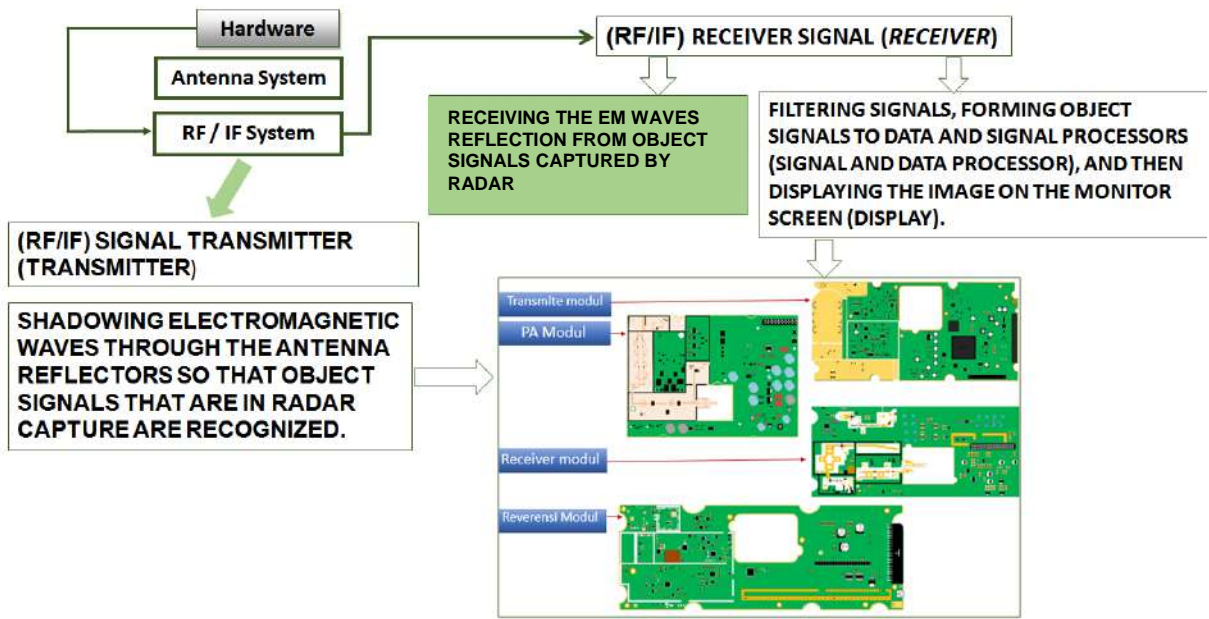 Hardware
Antenna System
RF / IF System
(RF/IF) RECEIVER SIGNAL (RECEIVER)
RECEIVING THE EM WAVES
REFLECTION FROM OBJECT
SIGNALS CAPTURED BY
RADAR
FILTERING SIGNALS, FORMING OBJECT
SIGNALS TO DATA AND SIGNAL PROCESSORS
(SIGNAL AND DATA PROCESSOR), AND THEN
DISPLAYING THE IMAGE ON THE MONITOR
SCREEN (DISPLAY).
(RF/IF) SIGNAL TRANSMITTER
(TRANSMITTER)
SHADOWING ELECTROMAGNETIC
WAVES THROUGH THE ANTENNA
REFLECTORS SO THAT OBJECT
SIGNALS THAT ARE IN RADAR
CAPTURE ARE RECOGNIZED.
Transmite modul
PA Modul
Receiver modul
Reverensi Modul